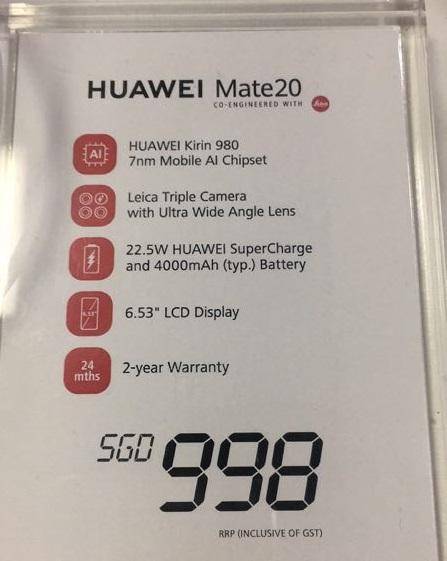 HUAWEI Mate20
CO-ENGINEERED WITH Leica
AI
HUAWEI Kirin 980
7nm Mobile AI Chipset
Leica Triple Camera
with Ultra Wide Angle Lens
22.5W HUAWEI SuperCharge
and 4000mAh (typ.) Battery
6.53"
6.53" LCD Display
24
mths
2-year Warranty
SGD 998
RRP (INCLUSIVE OF GST)